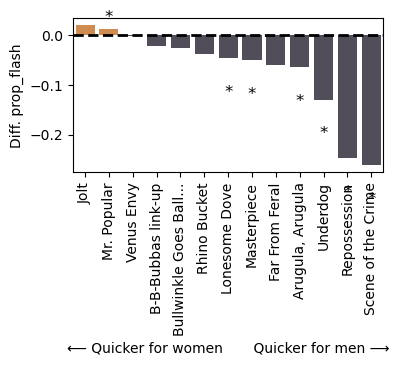 Diff. prop_flash
0.0
−0.1
−0.2
*
*
*
*
*
*
*
Jolt
Mr. Popular
Venus Envy
B-B-Bubbas link-up
Bullwinkle Goes Ball...
Rhino Bucket
Lonesome Dove
Masterpiece
Far From Feral
Arugula, Arugula
Underdog
Repossession
Scene of the Crime
⟵ Quicker for women
Quicker for men ⟶